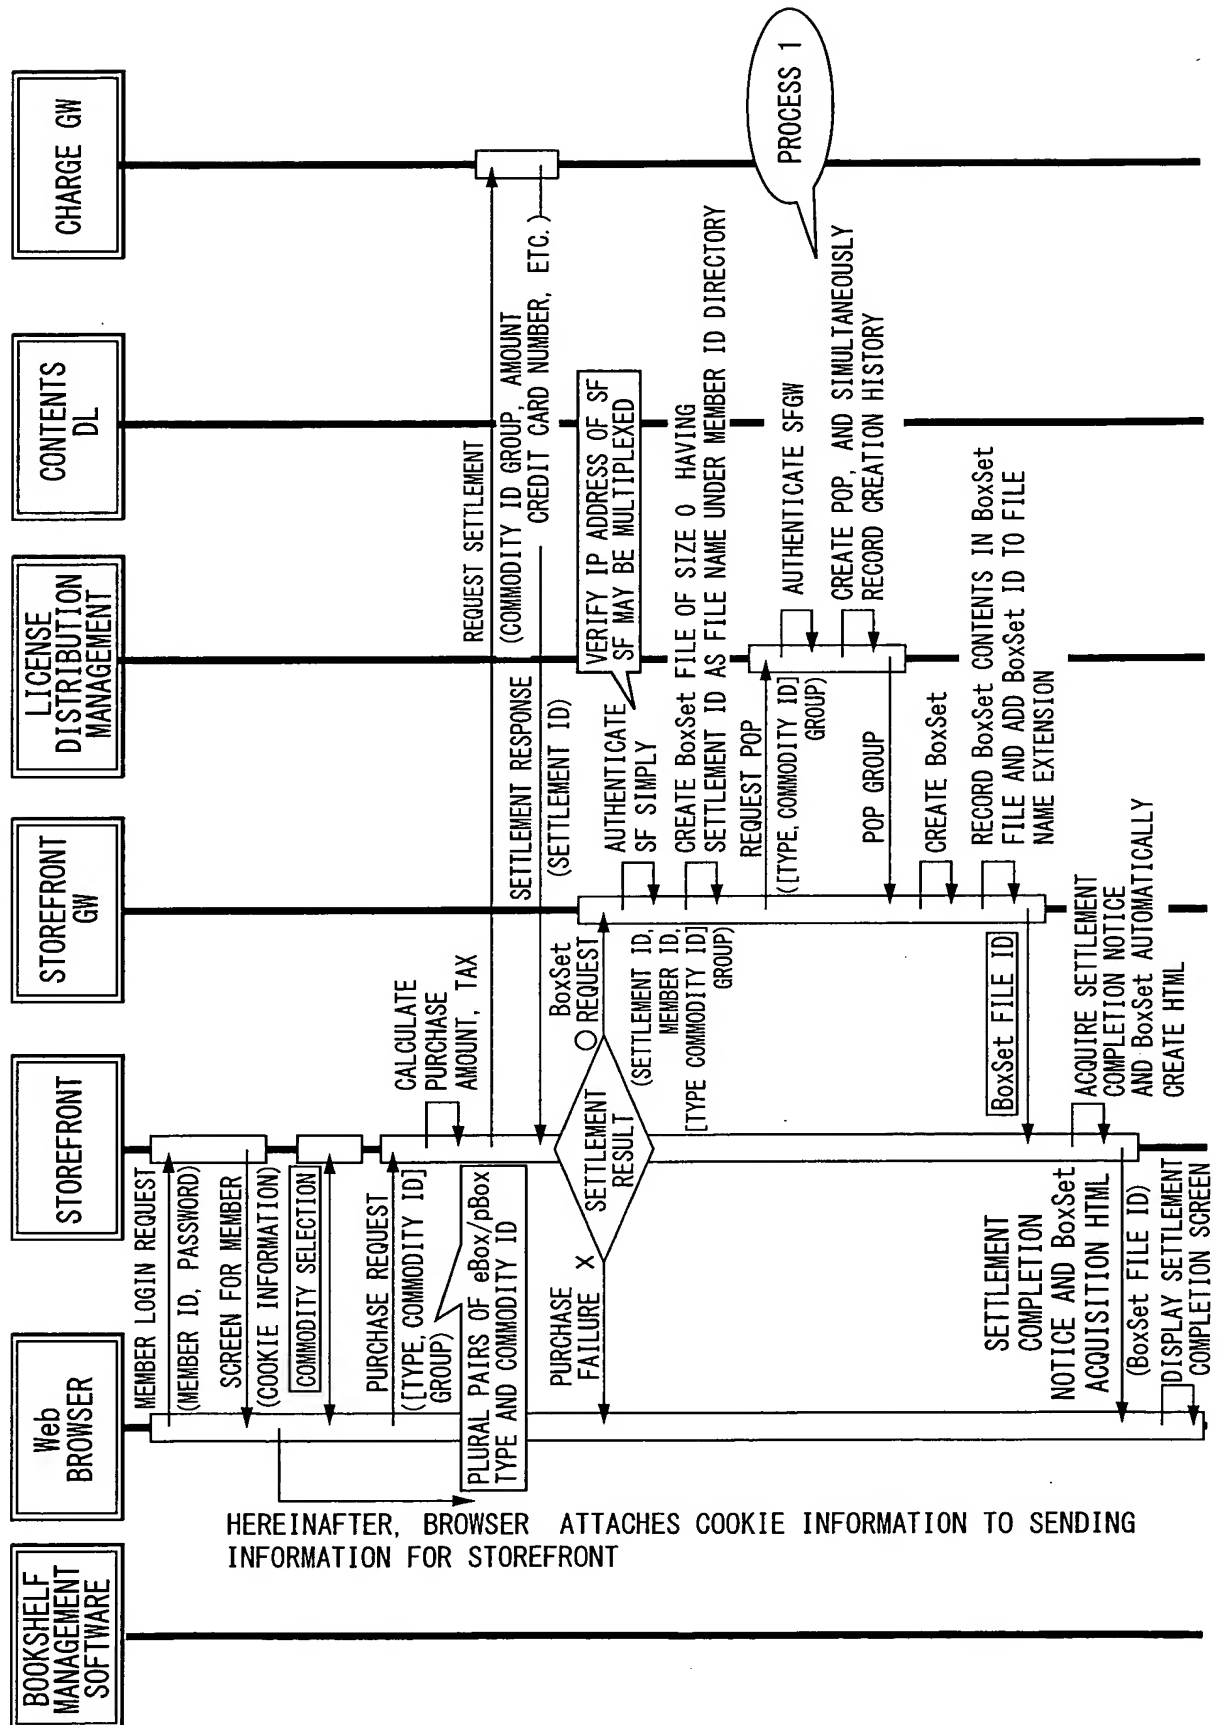 BOOKSHELF
MANAGEMENT
SOFTWARE
Web
BROWSER
STOREFRONT
STOREFRONT
GW
LICENSE
DISTRIBUTION
MANAGEMENT
CONTENTS
DL
CHARGE GW
MEMBER LOGIN REQUEST
(MEMBER ID, PASSWORD)
SCREEN FOR MEMBER
(COOKIE INFORMATION)
COMMODITY SELECTION
HEREINAFTER, BROWSER ATTACHES COOKIE INFORMATION TO SENDING
INFORMATION FOR STOREFRONT
PURCHASE REQUEST
([TYPE, COMMODITY ID]
GROUP)
PLURAL PAIRS OF eBox/pBox
TYPE AND COMMODITY ID
CALCULATE
PURCHASE
AMOUNT, TAX
REQUEST SETTLEMENT
(COMMODITY ID GROUP, AMOUNT
CREDIT CARD NUMBER, ETC.)
SETTLEMENT RESPONSE
(SETTLEMENT ID)
SETTLEMENT
RESULT
PURCHASE
FAILURE X
BoxSet
○ REQUEST
(SETTLEMENT ID,
MEMBER ID,
[TYPE COMMODITY ID]
GROUP)
AUTHENTICATE
SF SIMPLY
VERIFY IP ADDRESS OF SF
SF MAY BE MULTIPLEXED
CREATE BoxSet FILE OF SIZE 0 HAVING
SETTLEMENT ID AS FILE NAME UNDER MEMBER ID DIRECTORY
REQUEST POP
([TYPE, COMMODITY ID]
GROUP)
AUTHENTICATE SFGW
CREATE POP, AND SIMULTANEOUSLY
RECORD CREATION HISTORY
PROCESS 1
POP GROUP
CREATE BoxSet
RECORD BoxSet CONTENTS IN BoxSet
FILE AND ADD BoxSet ID TO FILE
NAME EXTENSION
BoxSet FILE ID
ACQUIRE SETTLEMENT
COMPLETION NOTICE
AND BoxSet AUTOMATICALLY
CREATE HTML
SETTLEMENT
COMPLETION
NOTICE AND BoxSet
ACQUISITION HTML
(BoxSet FILE ID)
DISPLAY SETTLEMENT
COMPLETION SCREEN